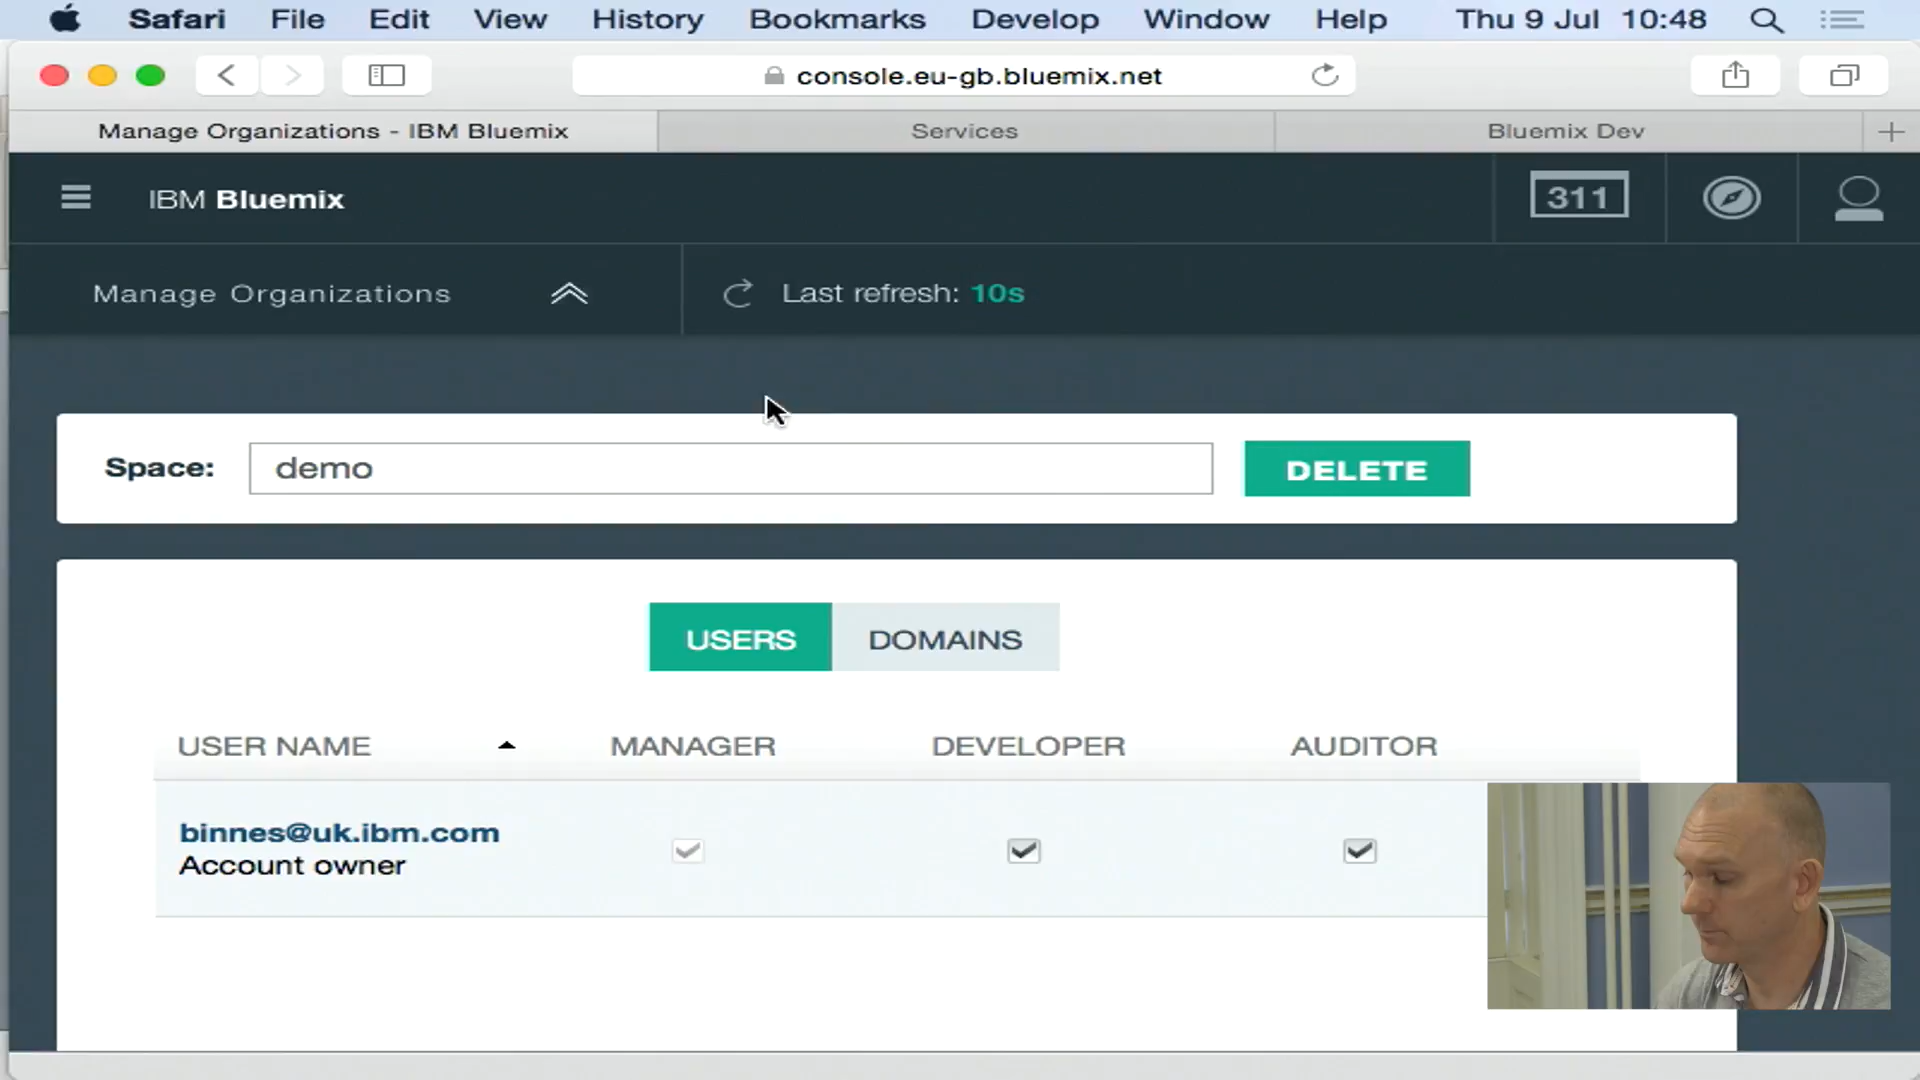 Safari File Edit View History Bookmarks Develop Window Help Thu 9 Jul 10:48
console.eu-gb.bluemix.net
Manage Organizations - IBM Bluemix Services Bluemix Dev
IBM Bluemix 311
Manage Organizations Last refresh: 10s
Space: demo DELETE
USERS DOMAINS
USER NAME MANAGER DEVELOPER AUDITOR
binnes@uk.ibm.com
Account owner